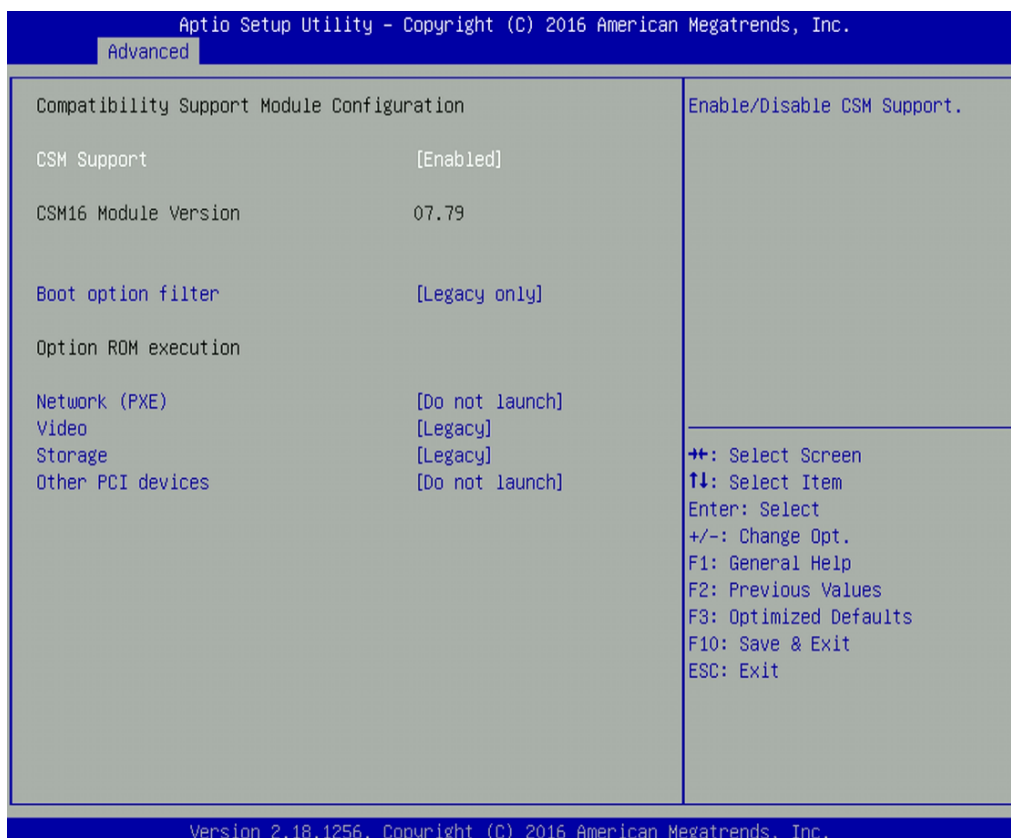 Aptio Setup Utility – Copyright (C) 2016 American Megatrends, Inc.
Advanced
Compatibility Support Module Configuration
CSM Support [Enabled]
CSM16 Module Version 07.79
Boot option filter [Legacy only]
Option ROM execution
Network (PXE) [Do not launch]
Video [Legacy]
Storage [Legacy]
Other PCI devices [Do not launch]
Enable/Disable CSM Support.
→←: Select Screen
↑↓: Select Item
Enter: Select
+/-: Change Opt.
F1: General Help
F2: Previous Values
F3: Optimized Defaults
F10: Save & Exit
ESC: Exit
Version 2.18.1256. Copyright (C) 2016 American Megatrends, Inc.